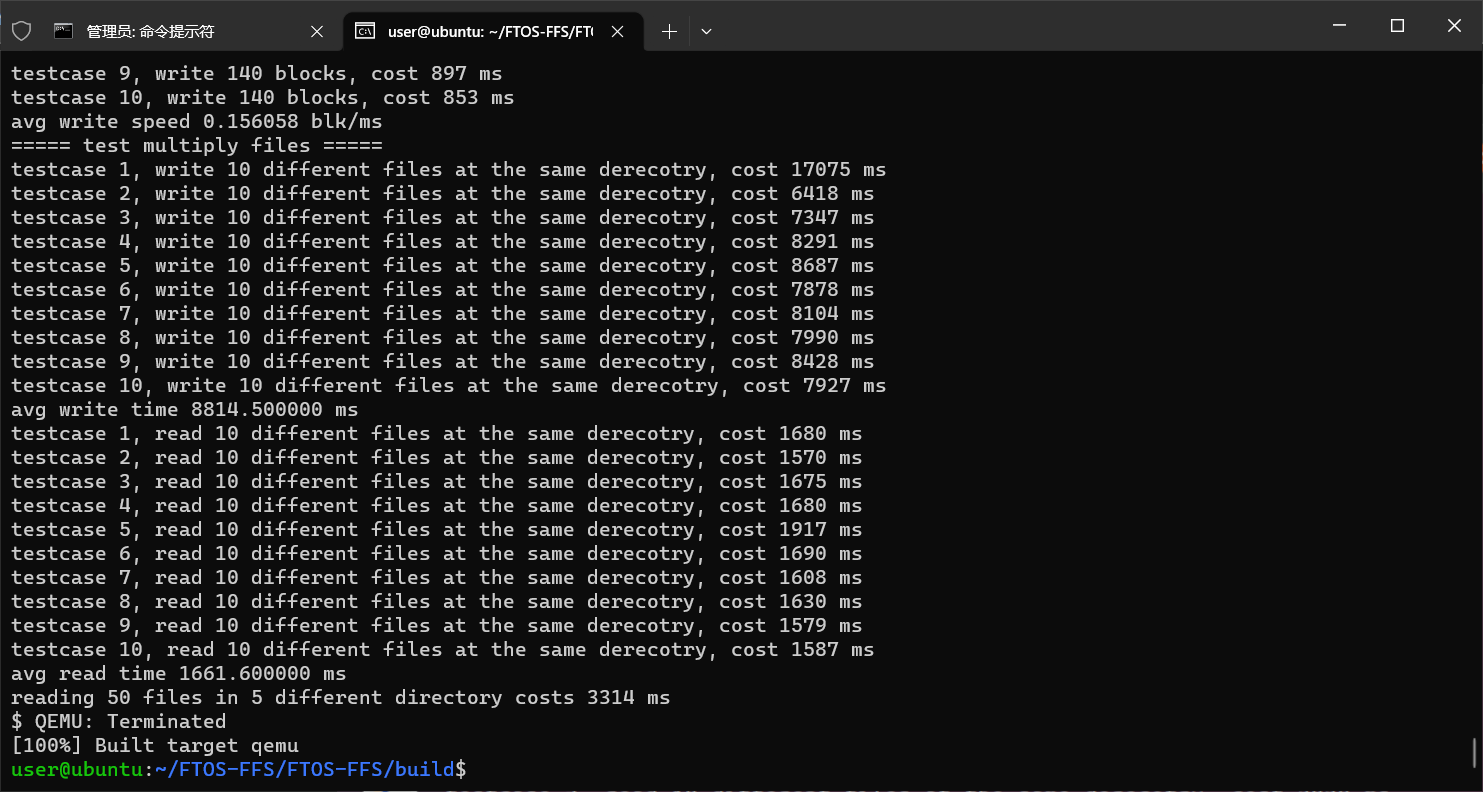 管理员: 命令提示符
user@ubuntu: ~/FTOS-FFS/FT
testcase 9, write 140 blocks, cost 897 ms
testcase 10, write 140 blocks, cost 853 ms
avg write speed 0.156058 blk/ms
===== test multiply files =====
testcase 1, write 10 different files at the same derecotry, cost 17075 ms
testcase 2, write 10 different files at the same derecotry, cost 6418 ms
testcase 3, write 10 different files at the same derecotry, cost 7347 ms
testcase 4, write 10 different files at the same derecotry, cost 8291 ms
testcase 5, write 10 different files at the same derecotry, cost 8687 ms
testcase 6, write 10 different files at the same derecotry, cost 7878 ms
testcase 7, write 10 different files at the same derecotry, cost 8104 ms
testcase 8, write 10 different files at the same derecotry, cost 7990 ms
testcase 9, write 10 different files at the same derecotry, cost 8428 ms
testcase 10, write 10 different files at the same derecotry, cost 7927 ms
avg write time 8814.500000 ms
testcase 1, read 10 different files at the same derecotry, cost 1680 ms
testcase 2, read 10 different files at the same derecotry, cost 1570 ms
testcase 3, read 10 different files at the same derecotry, cost 1675 ms
testcase 4, read 10 different files at the same derecotry, cost 1680 ms
testcase 5, read 10 different files at the same derecotry, cost 1917 ms
testcase 6, read 10 different files at the same derecotry, cost 1690 ms
testcase 7, read 10 different files at the same derecotry, cost 1608 ms
testcase 8, read 10 different files at the same derecotry, cost 1630 ms
testcase 9, read 10 different files at the same derecotry, cost 1579 ms
testcase 10, read 10 different files at the same derecotry, cost 1587 ms
avg read time 1661.600000 ms
reading 50 files in 5 different directory costs 3314 ms
$ QEMU: Terminated
[100%] Built target qemu
user@ubuntu:~/FTOS-FFS/FTOS-FFS/build$